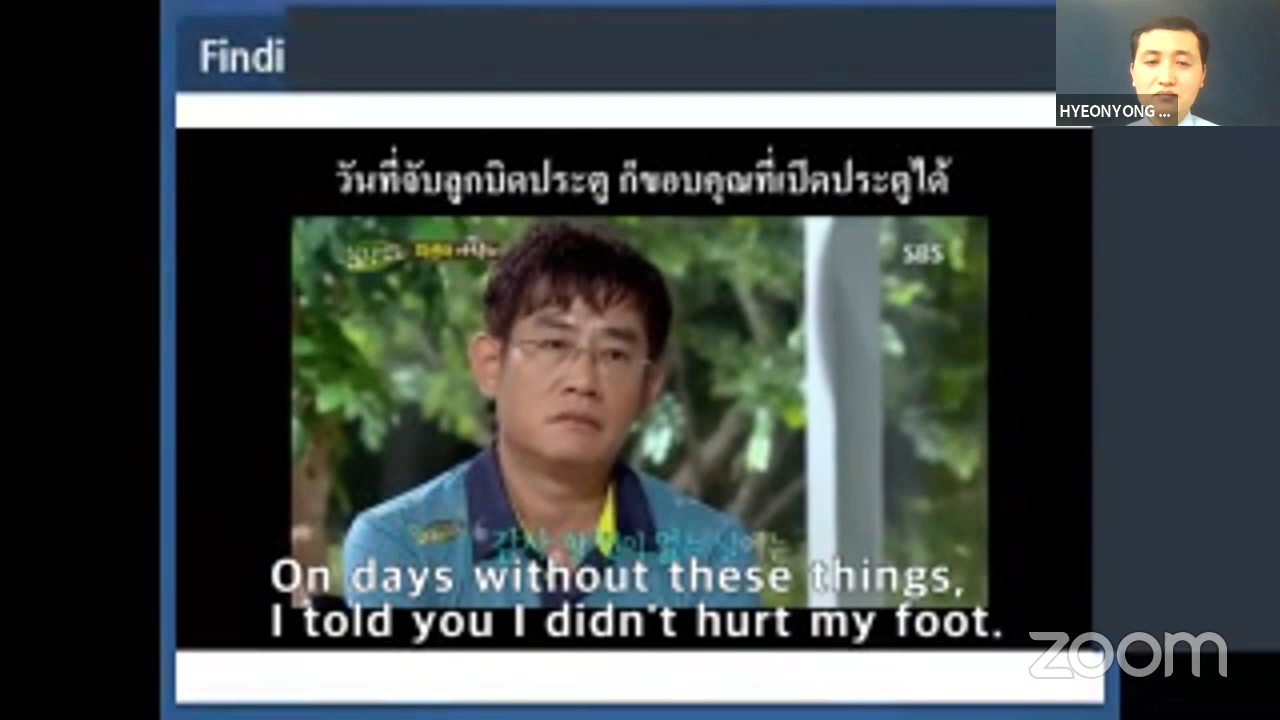 Findi
HYEONYONG ...
วันที่จับลูกบิดประตู ก็ขอบคุณที่เปิดประตูได้
SBS
On days without these things,
I told you I didn't hurt my foot.
zoom